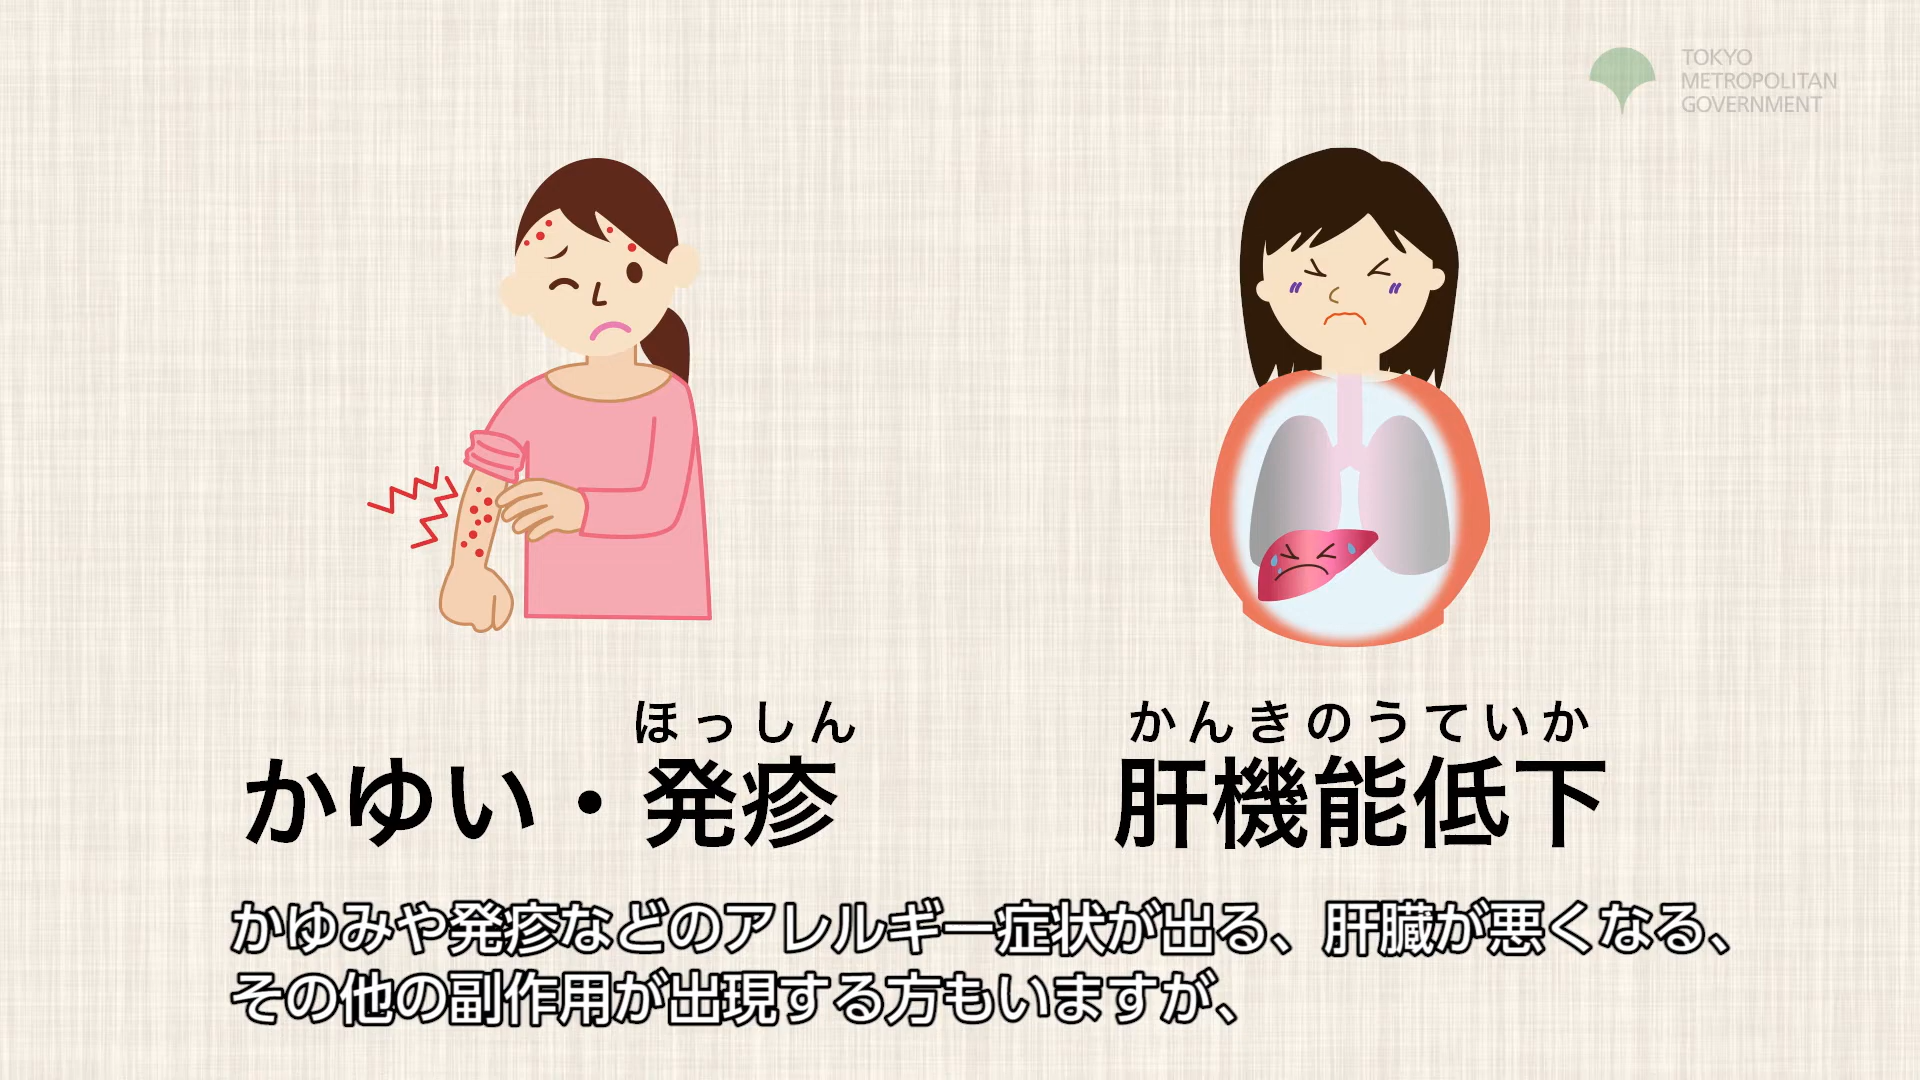 TOKYO
METROPOLITAN
GOVERNMENT
ほっしん
かゆい・発疹
かんきのうていか
肝機能低下
かゆみや発疹などのアレルギー症状が出る、肝臓が悪くなる、
その他の副作用が出現する方もいますが、